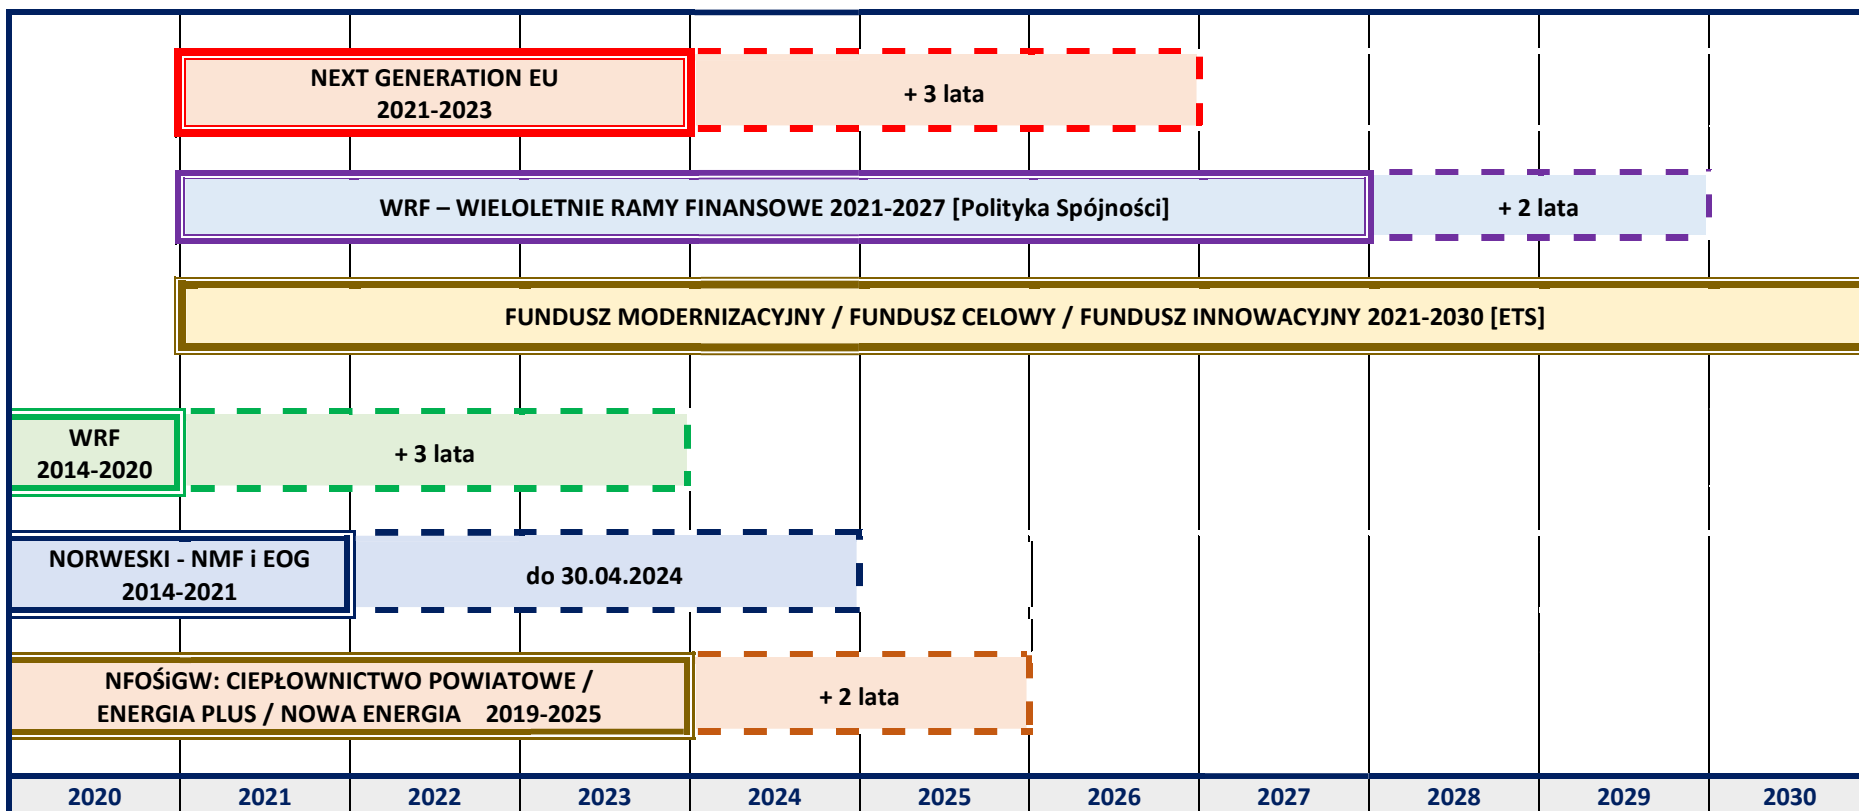 NEXT GENERATION EU
2021-2023
+ 3 lata
WRF – WIELOLETNIE RAMY FINANSOWE 2021-2027 [Polityka Spójności]
+ 2 lata
FUNDUSZ MODERNIZACYJNY / FUNDUSZ CELOWY / FUNDUSZ INNOWACYJNY 2021-2030 [ETS]
WRF
2014-2020
+ 3 lata
NORWESKI - NMF i EOG
2014-2021
do 30.04.2024
NFOŚiGW: CIEPŁOWNICTWO POWIATOWE /
ENERGIA PLUS / NOWA ENERGIA 2019-2025
+ 2 lata
2020 2021 2022 2023 2024 2025 2026 2027 2028 2029 2030